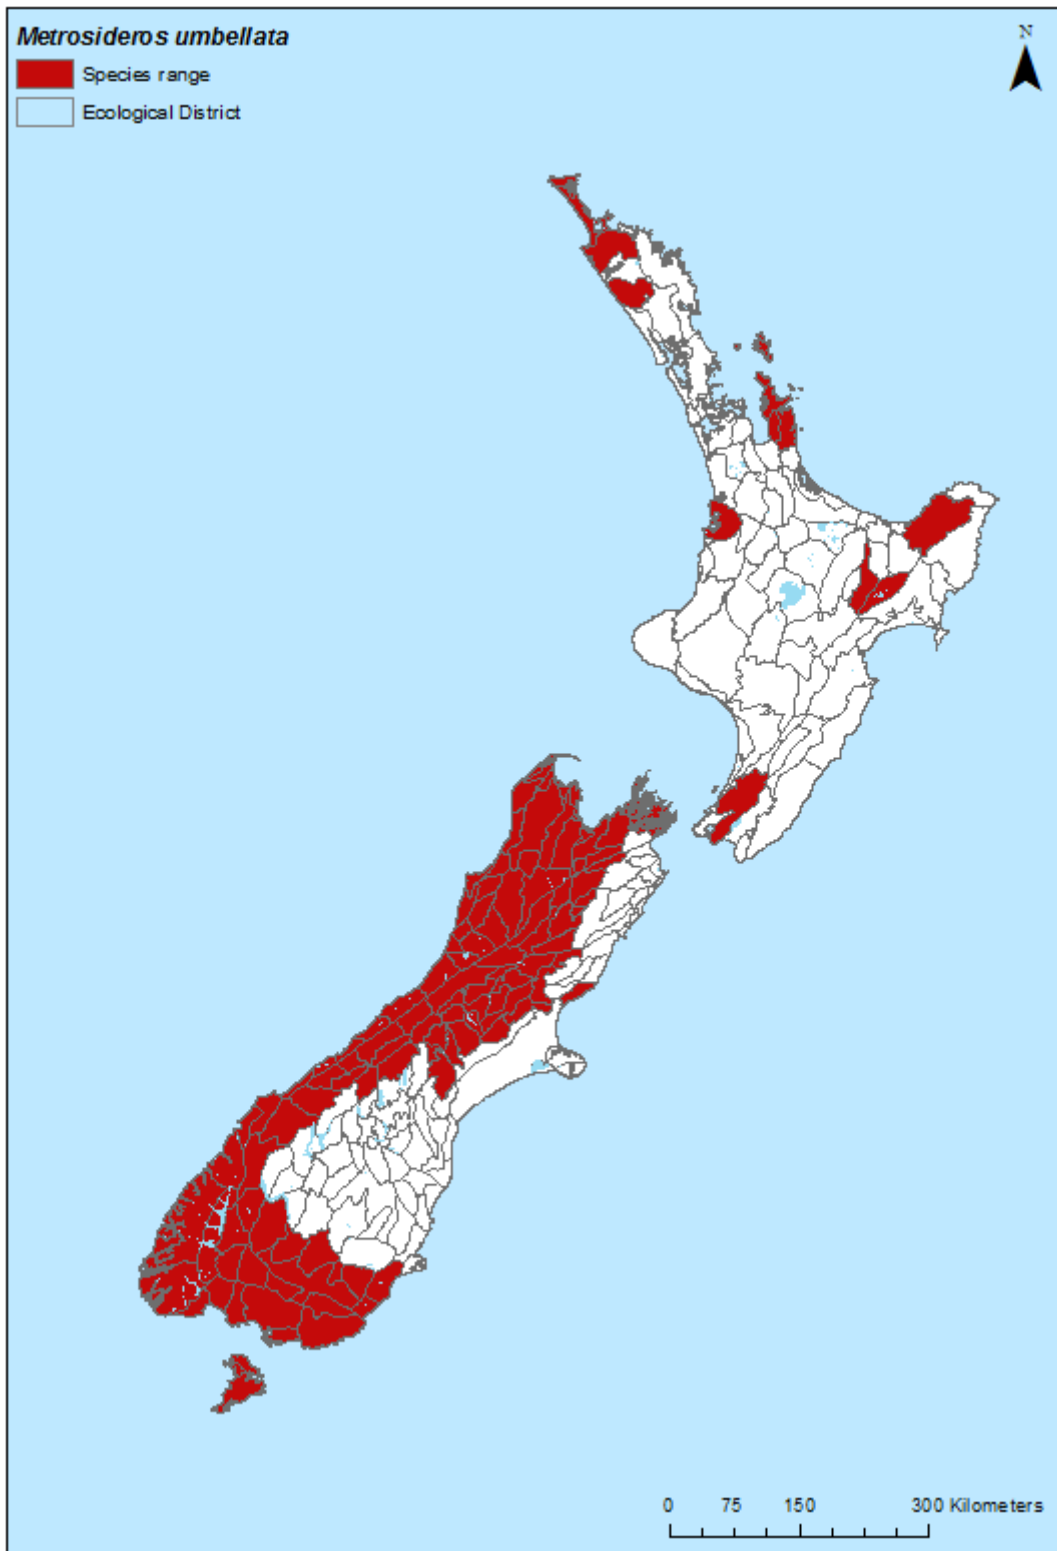 Metrosideros umbellata
Species range
Ecological District
N
0 75 150 300 Kilometers